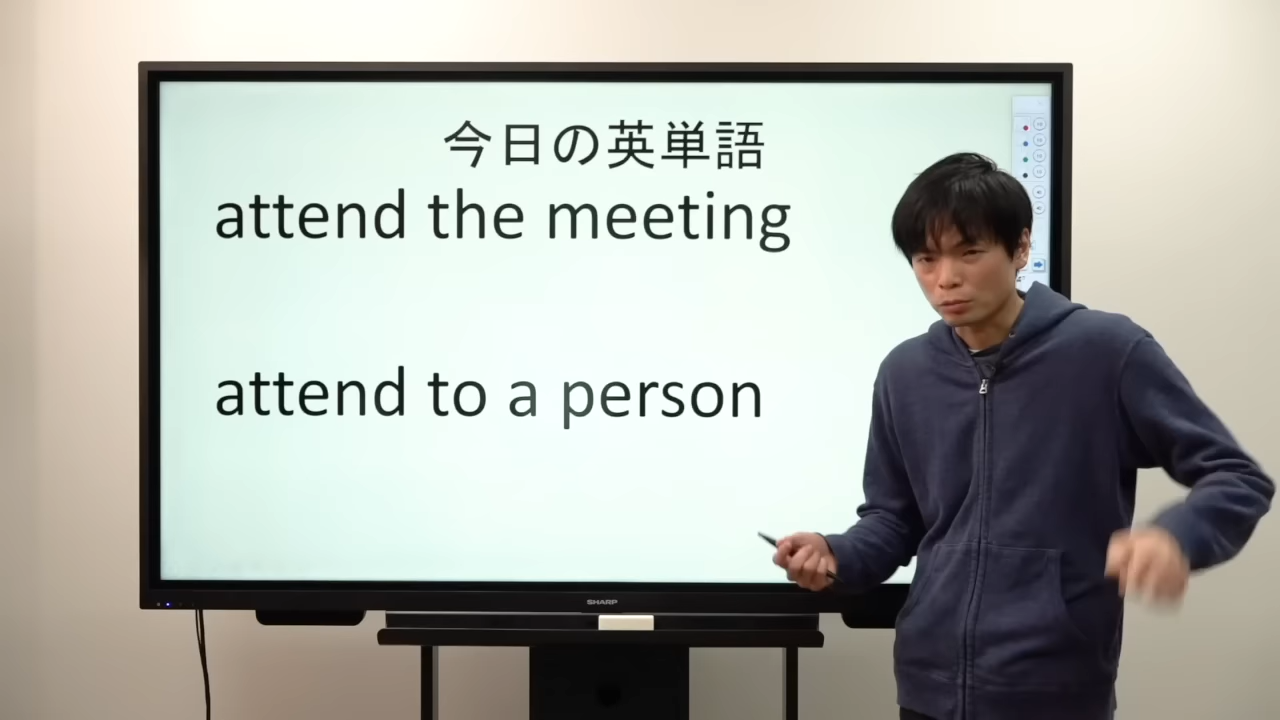 今日の英単語
attend the meeting
attend to a person
SHARP